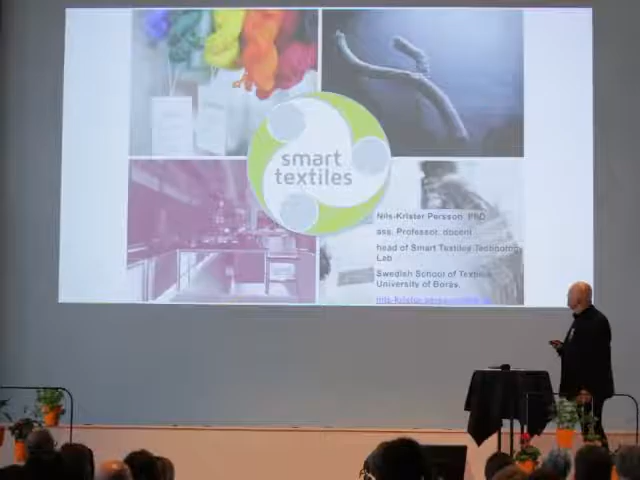 smart
textiles
Nils-Krister Persson, PhD
ass. Professor, docent
head of Smart Textiles Technology
Lab
Swedish School of Textiles
University of Borås,